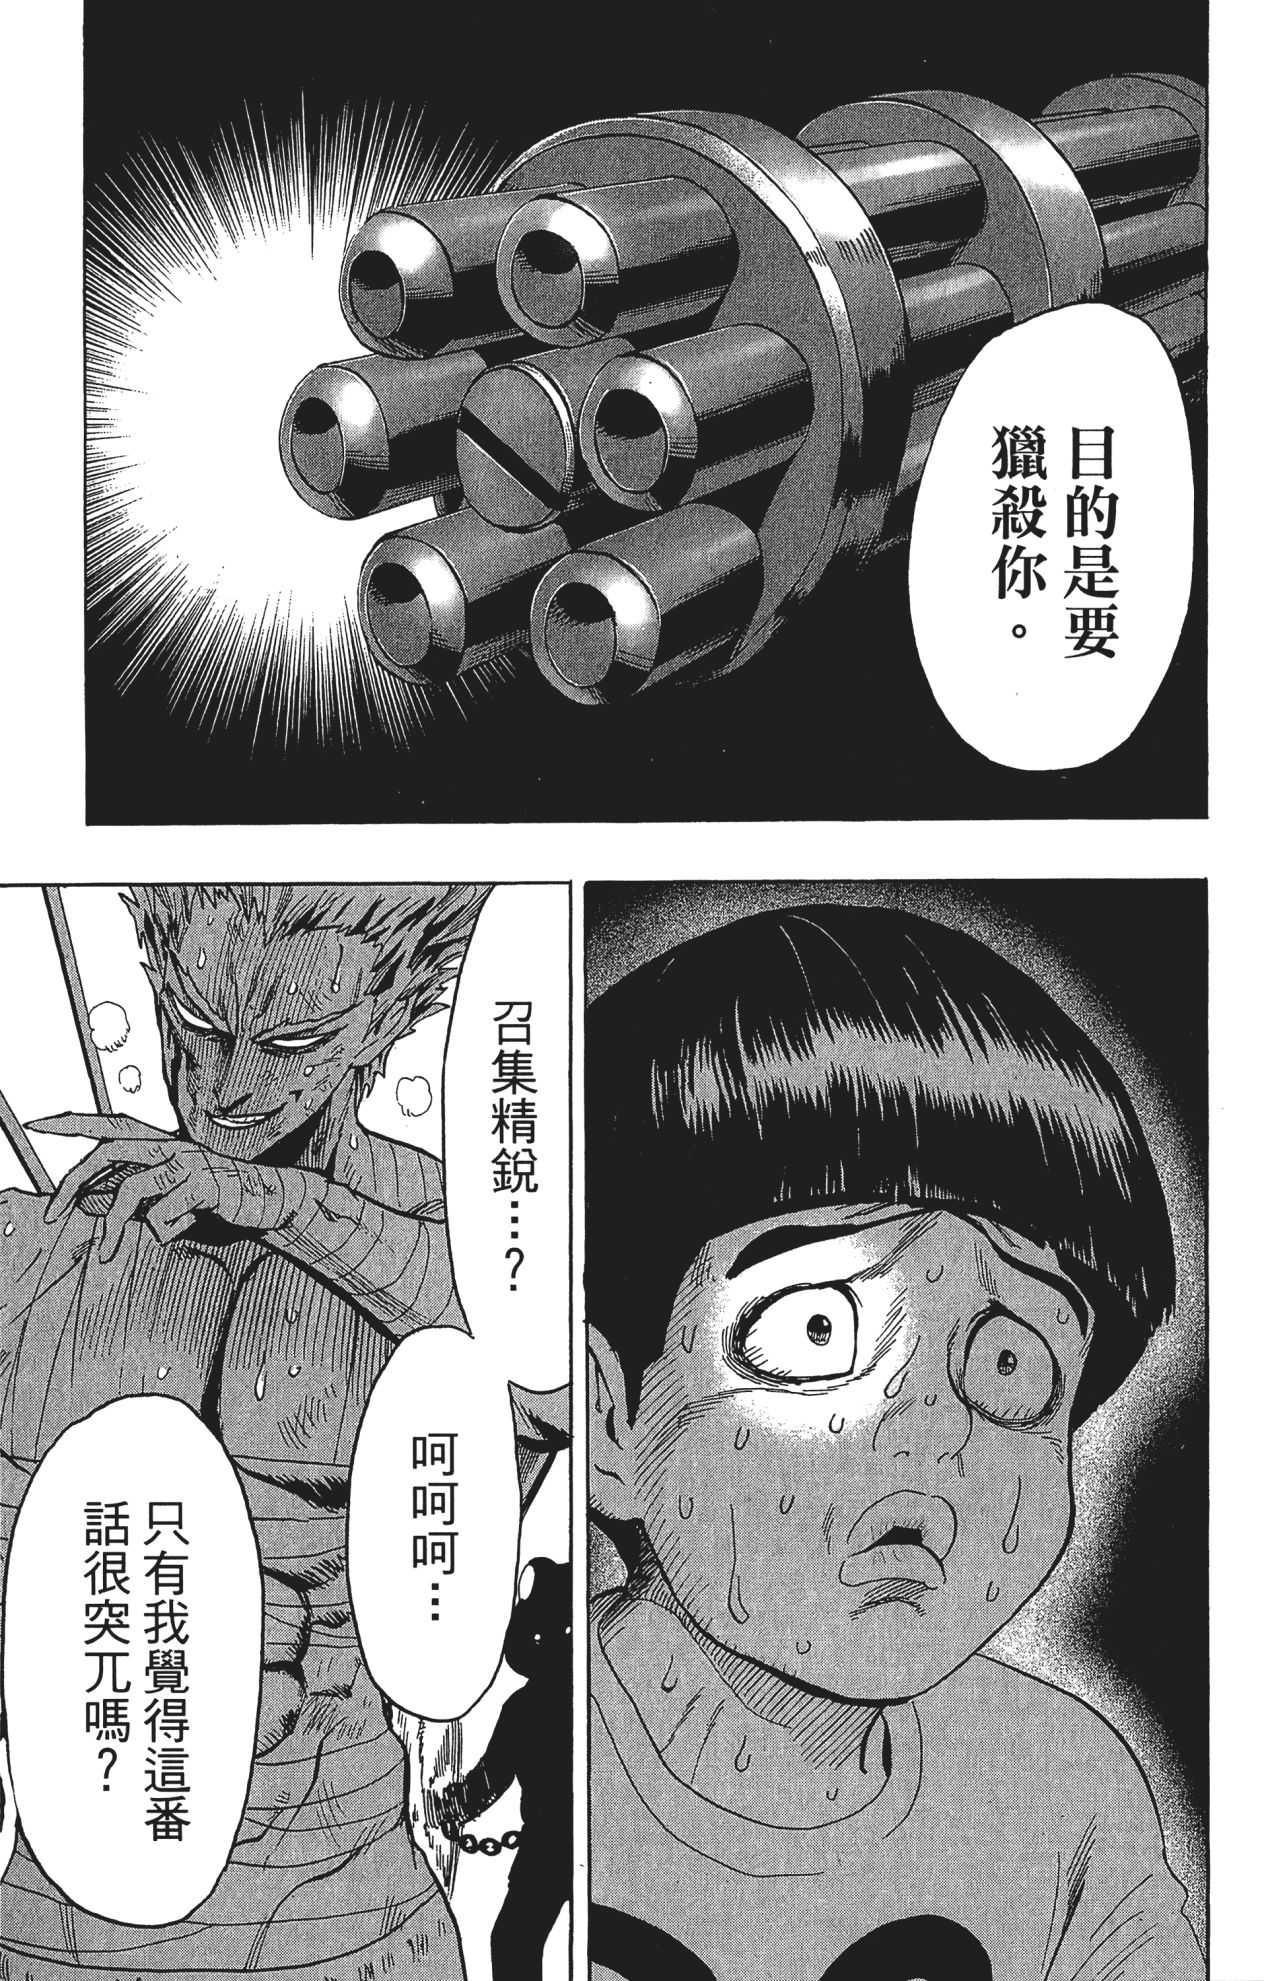 目的是要
獵殺你。
召集精銳…？
呵呵呵…
只有我覺得這番
話很突兀嗎？